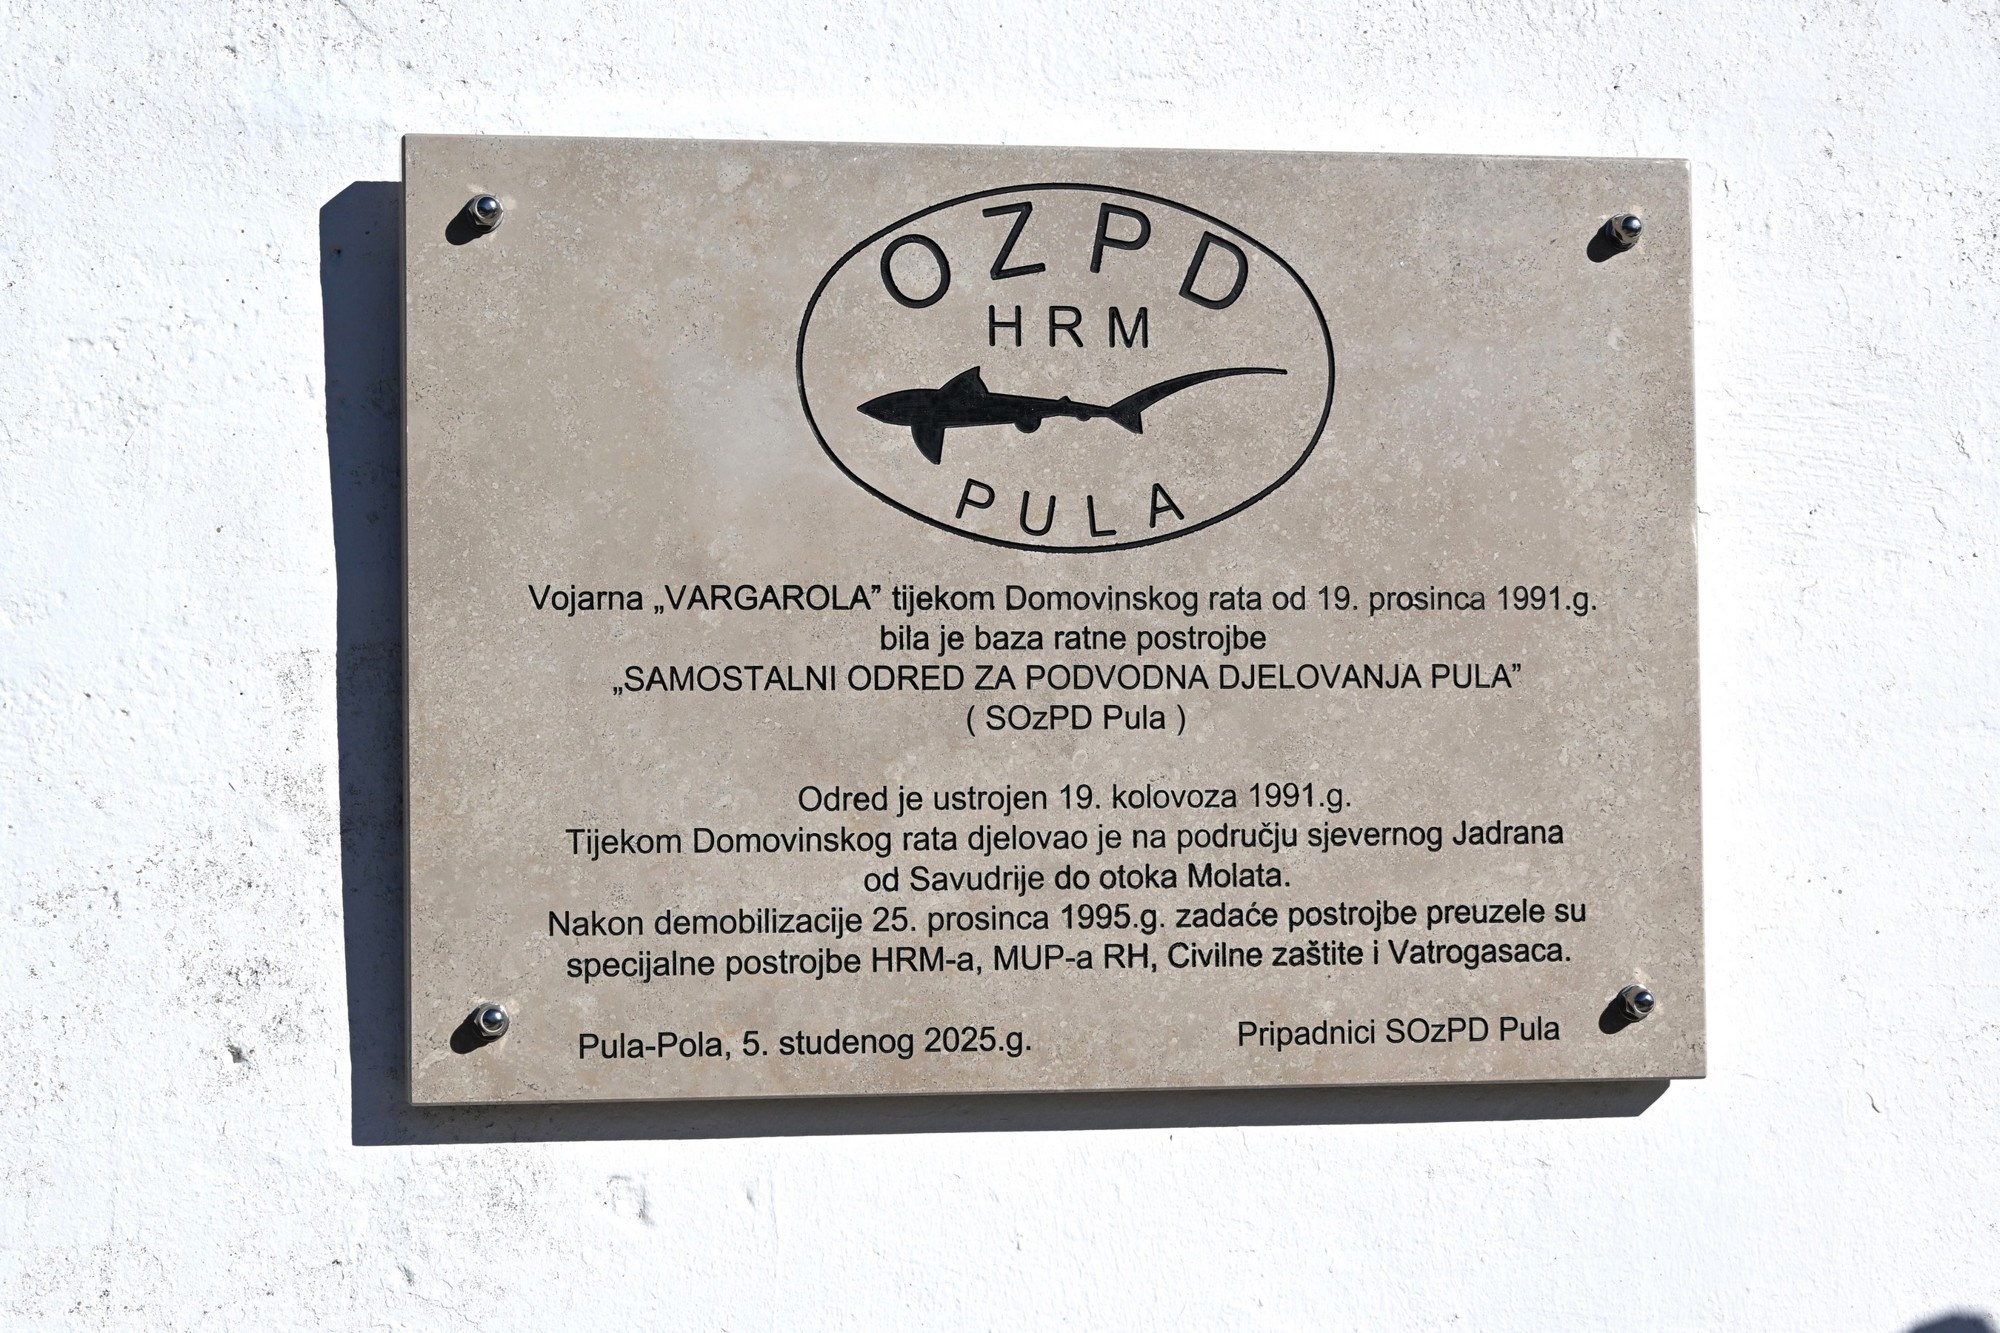 OZPD
HRM
PULA
Vojarna „VARGAROLA” tijekom Domovinskog rata od 19. prosinca 1991.g.
bila je baza ratne postrojbe
„SAMOSTALNI ODRED ZA PODVODNA DJELOVANJA PULA”
( SOzPD Pula )
Odred je ustrojen 19. kolovoza 1991.g.
Tijekom Domovinskog rata djelovao je na području sjevernog Jadrana
od Savudrije do otoka Molata.
Nakon demobilizacije 25. prosinca 1995.g. zadaće postrojbe preuzele su
specijalne postrojbe HRM-a, MUP-a RH, Civilne zaštite i Vatrogasaca.
Pula-Pola, 5. studenog 2025.g.
Pripadnici SOzPD Pula